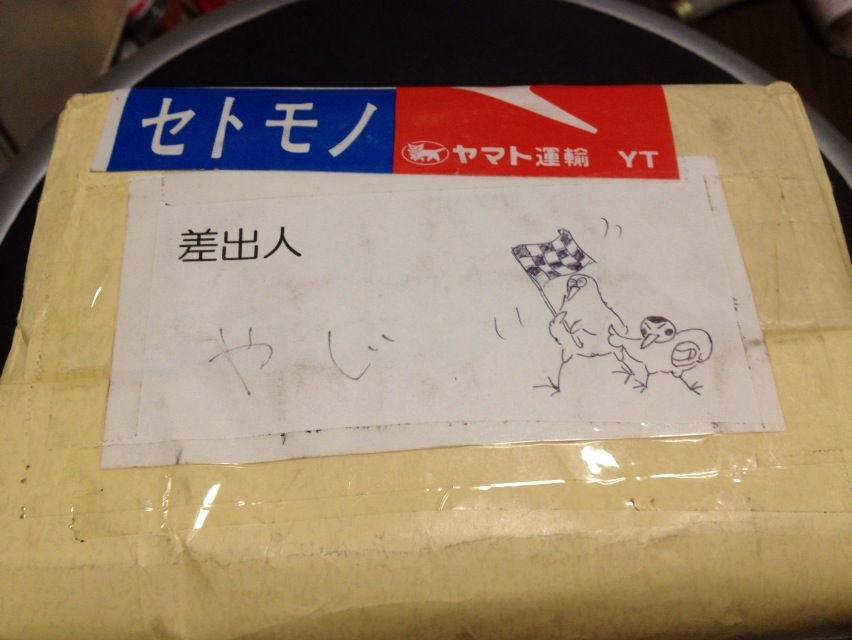 セトモノ
ヤマト運輸 YT
差出人
やじ